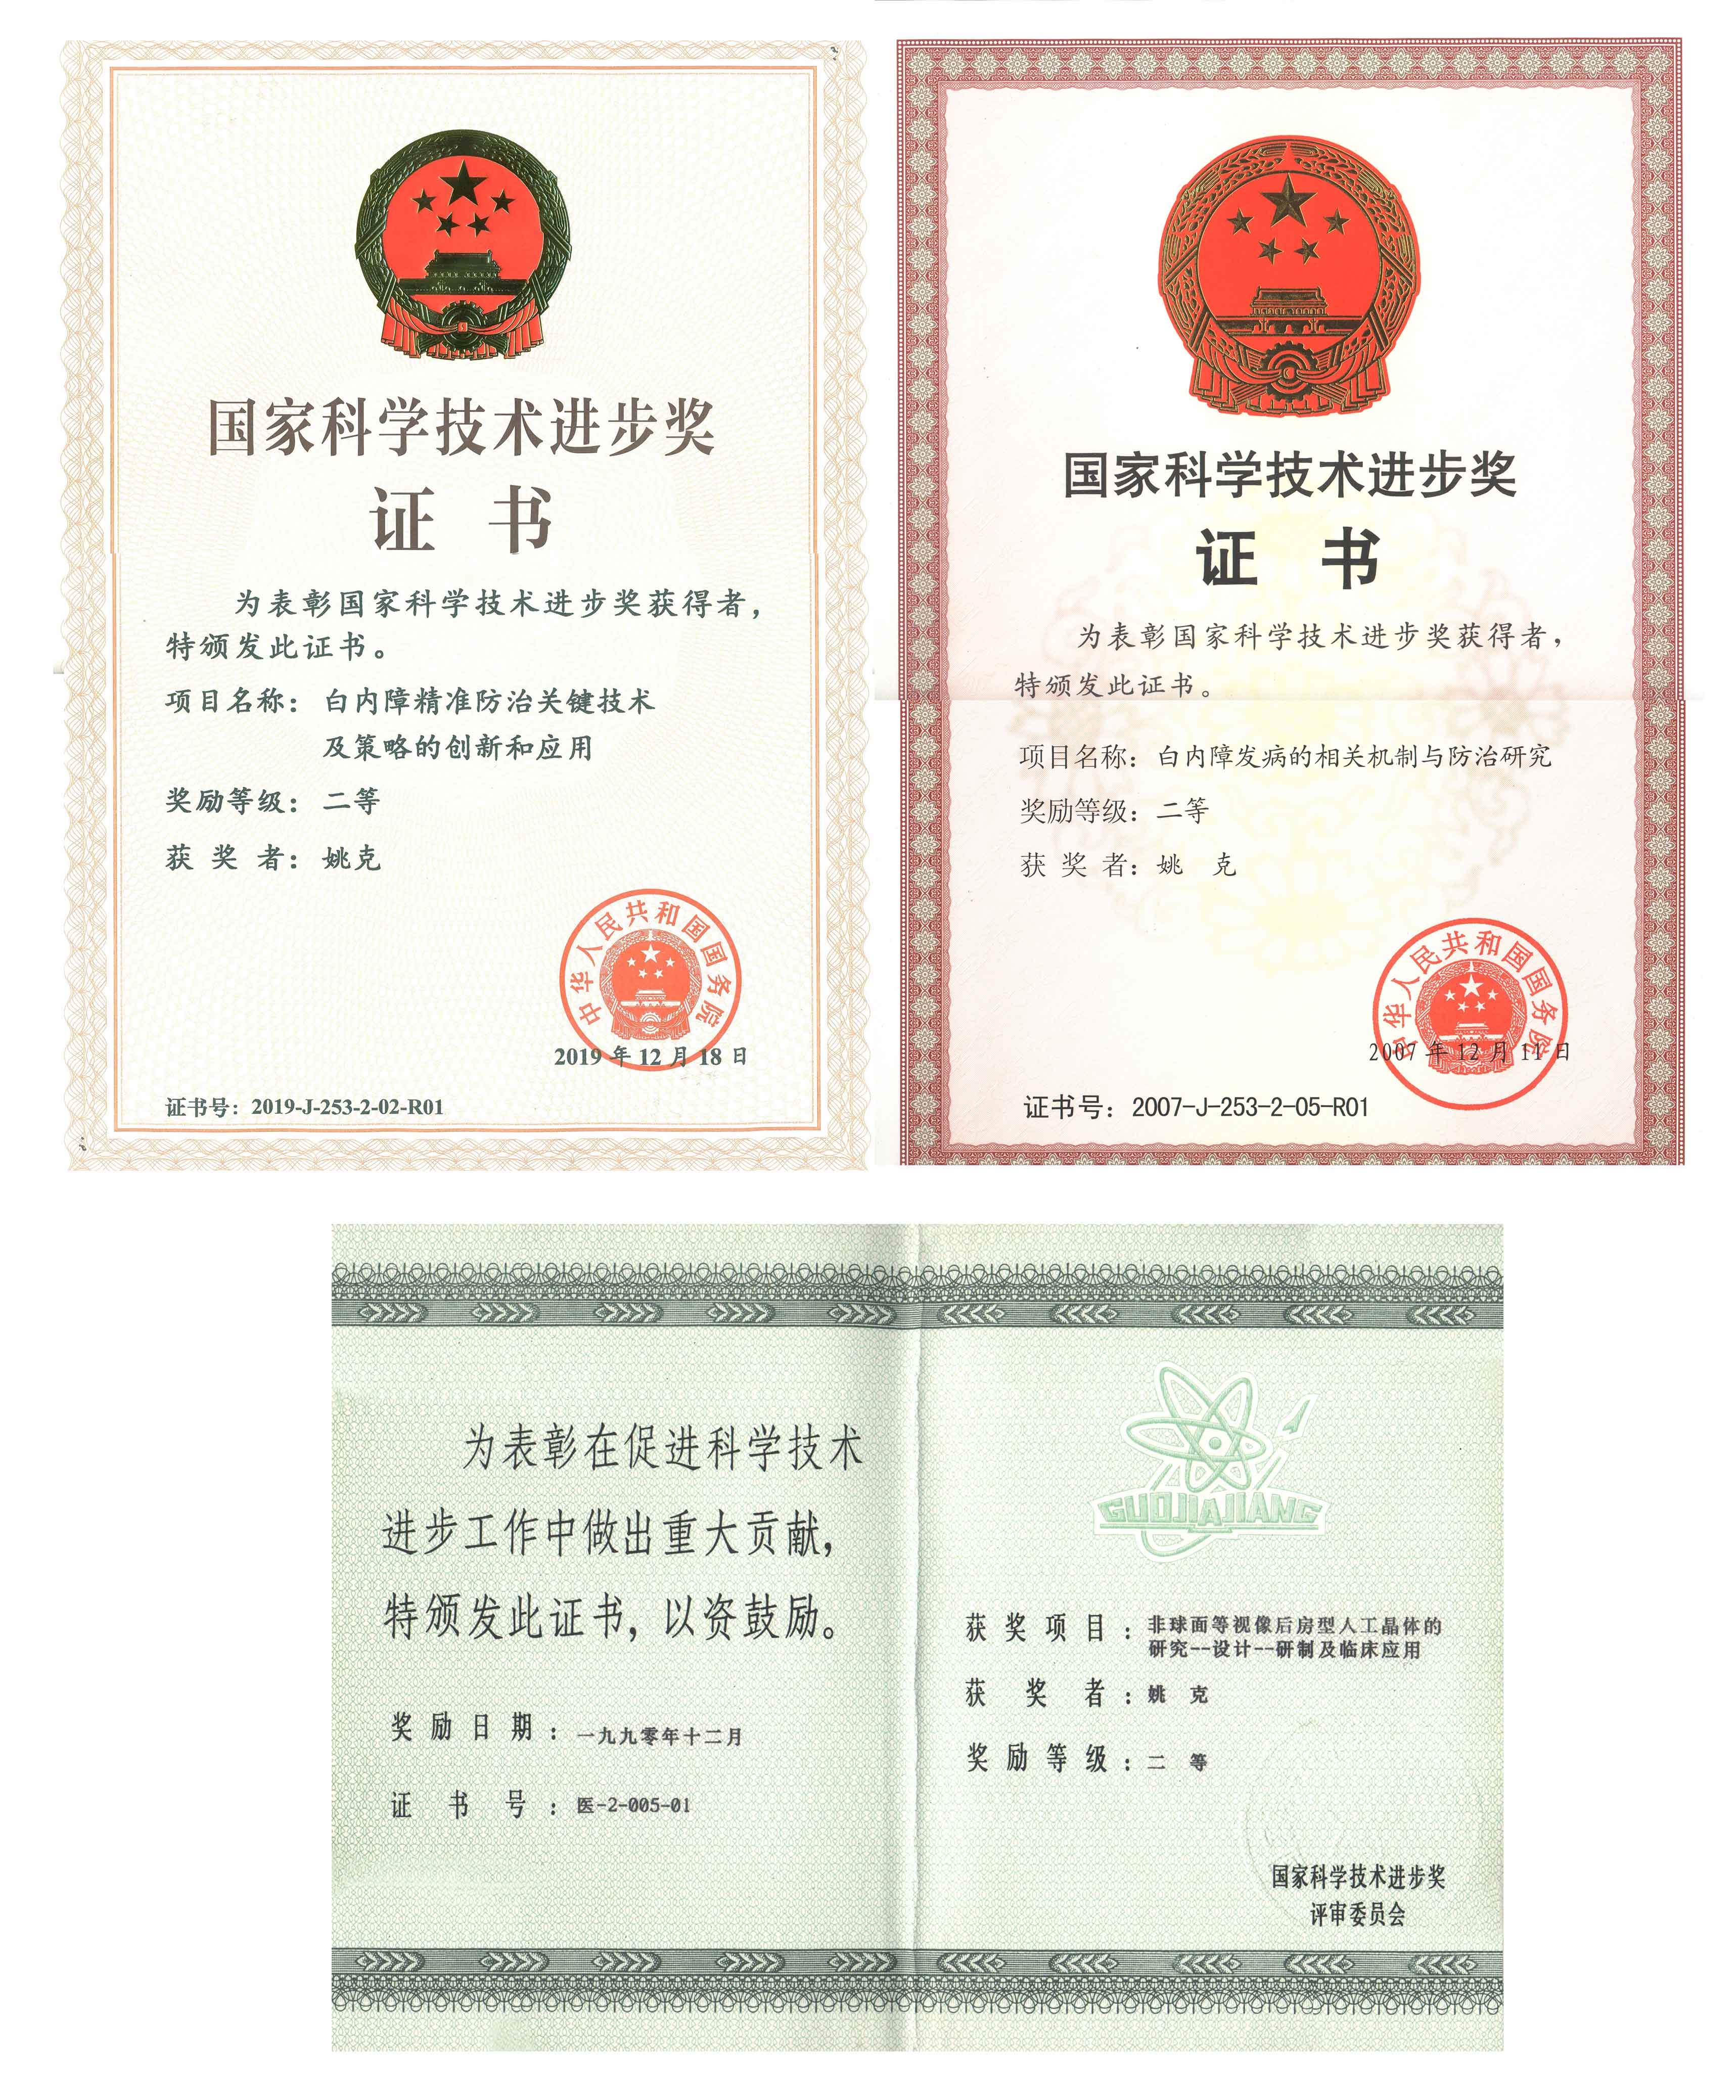 国家科学技术进步奖
证 书
为表彰国家科学技术进步奖获得者，
特颁发此证书。
项目名称： 白内障精准防治关键技术
及策略的创新和应用
奖励等级： 二等
获 奖 者： 姚克
中华人民共和国国务院
2019 年 12 月 18 日
证书号：2019-J-253-2-02-R01
国家科学技术进步奖
证 书
为表彰国家科学技术进步奖获得者，
特颁发此证书。
项目名称：白内障发病的相关机制与防治研究
奖励等级：二等
获 奖 者：姚 克
中华人民共和国国务院
2007 年 12 月 11 日
证书号：2007-J-253-2-05-R01
为表彰在促进科学技术
进步工作中做出重大贡献，
特颁发此证书，以资鼓励。
奖 励 日 期：一九九零年十二月
证 书 号：医-2-005-01
GUOJIAJIANG
获 奖 项 目：非球面等视像后房型人工晶体的
研究--设计--研制及临床应用
获 奖 者：姚 克
奖 励 等 级：二 等
国家科学技术进步奖
评审委员会